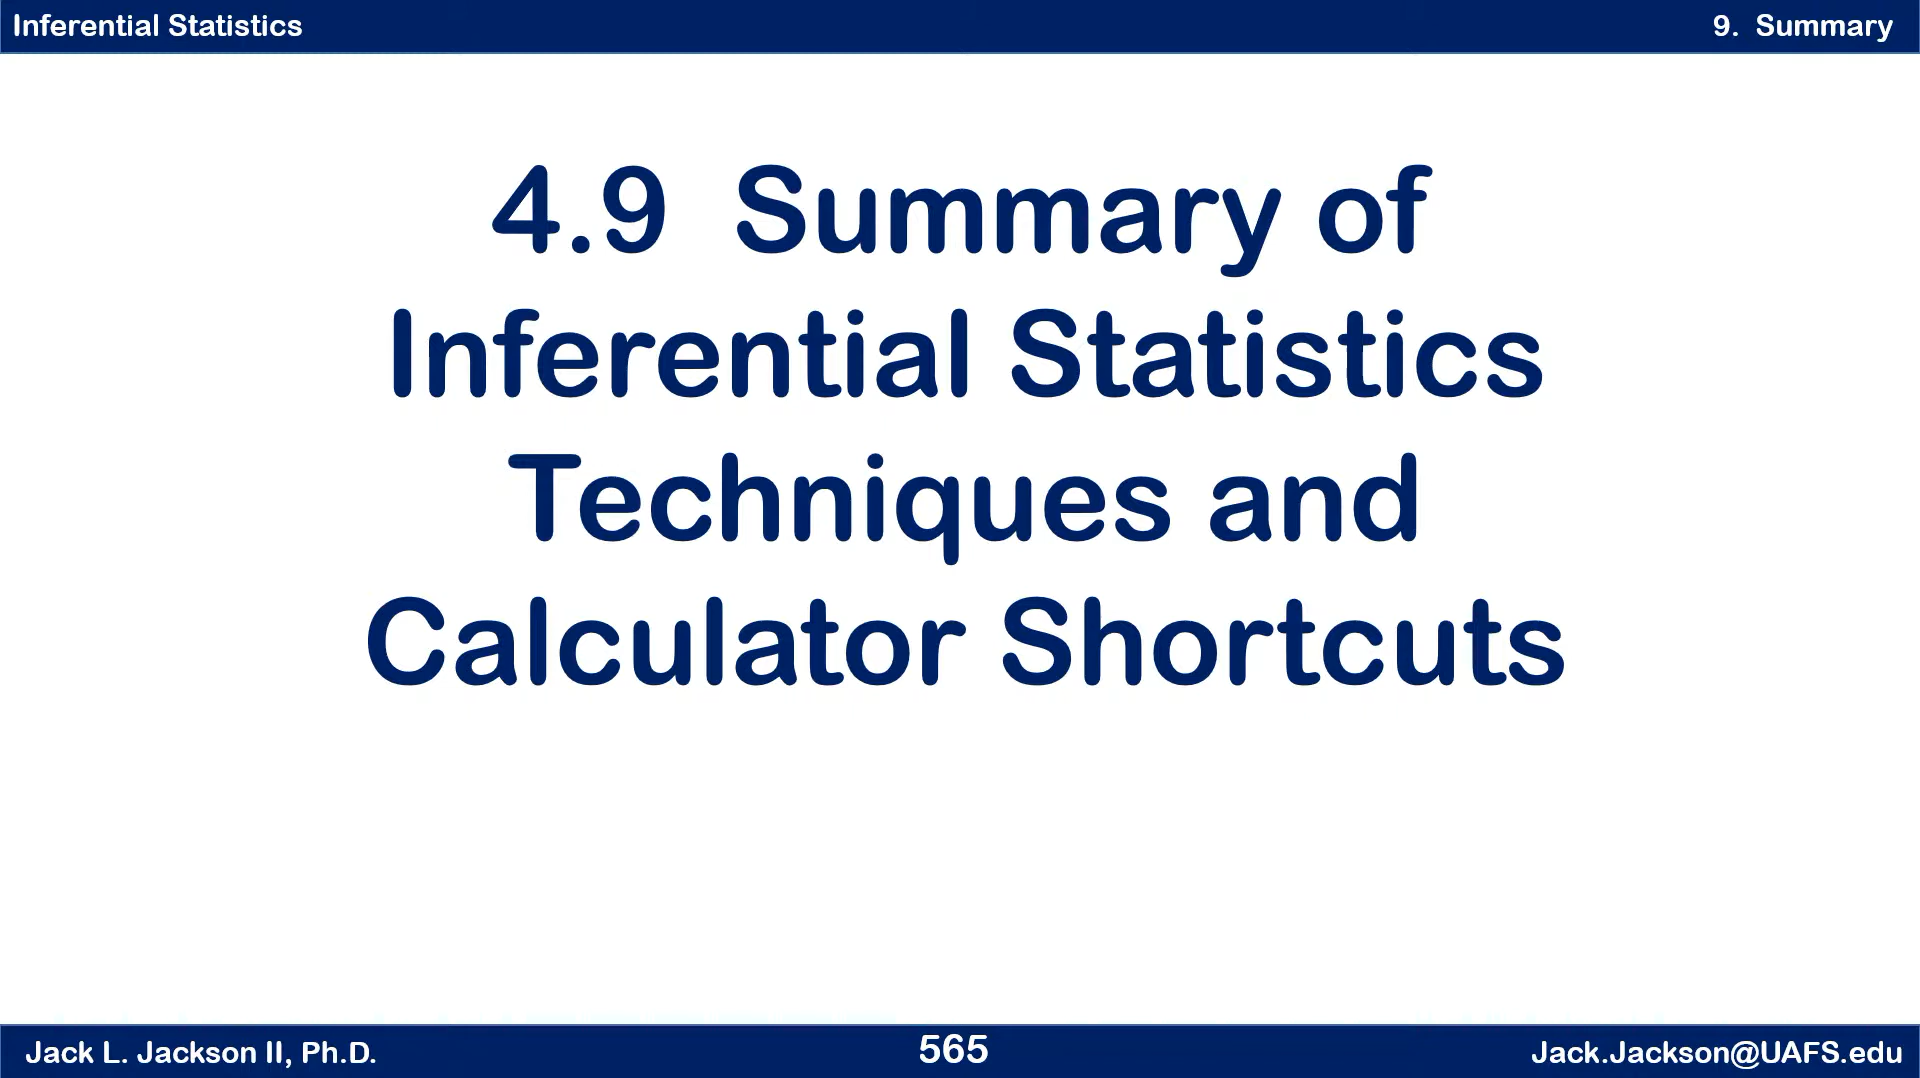 Inferential Statistics
9. Summary
4.9 Summary of
Inferential Statistics
Techniques and
Calculator Shortcuts
Jack L. Jackson II, Ph.D.
565
Jack.Jackson@UAFS.edu